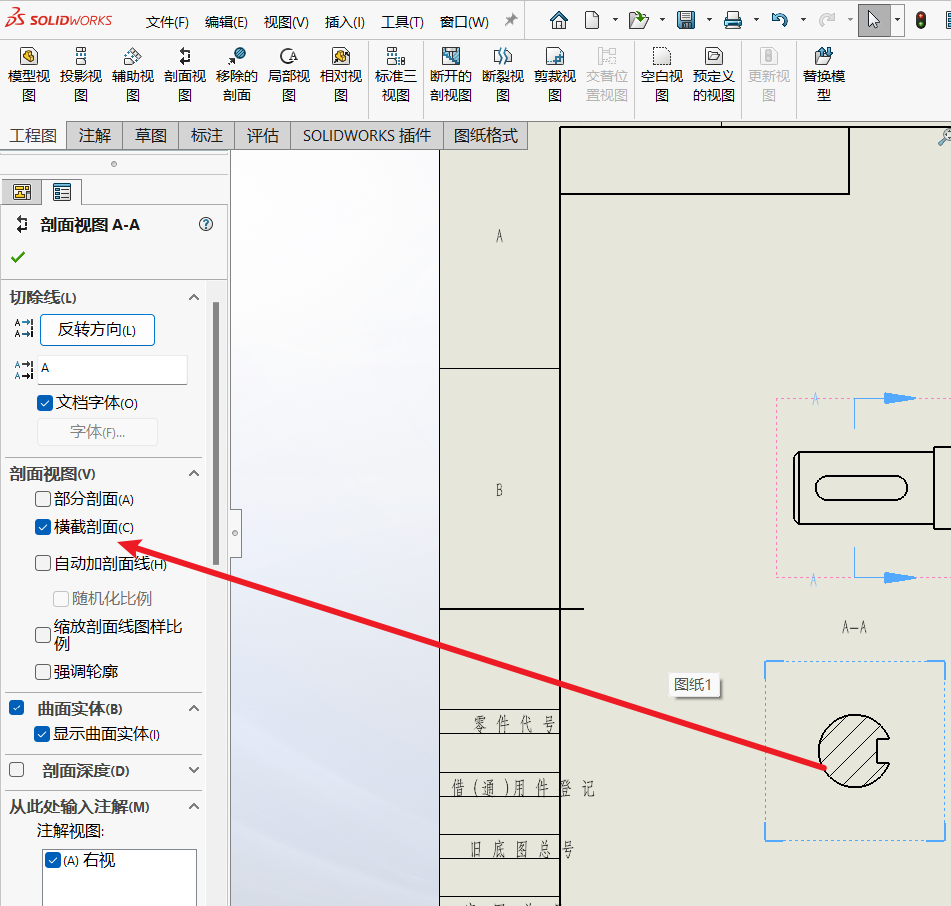 SOLIDWORKS 文件(F) 编辑(E) 视图(V) 插入(I) 工具(T) 窗口(W)
模型视图 投影视图 辅助视图 剖面视图 移除的剖面 局部视图 相对视图 标准三视图 断开的剖视图 断裂视图 剪裁视图 交替位置视图 空白视图 预定义的视图 更新视图 替换模型
工程图 注解 草图 标注 评估 SOLIDWORKS 插件 图纸格式
剖面视图 A-A
切除线(L)
反转方向(L)
A
文档字体(O)
字体(F)...
剖面视图(V)
部分剖面(A)
横截剖面(C)
自动加剖面线(H)
随机化比例
缩放剖面线图样比
例
强调轮廓
曲面实体(B)
显示曲面实体(I)
剖面深度(D)
从此处输入注解(M)
注解视图:
(A) 右视
A
B
零件代号
借(通)用件登记
旧底图总号
A
A
A-A
图纸1